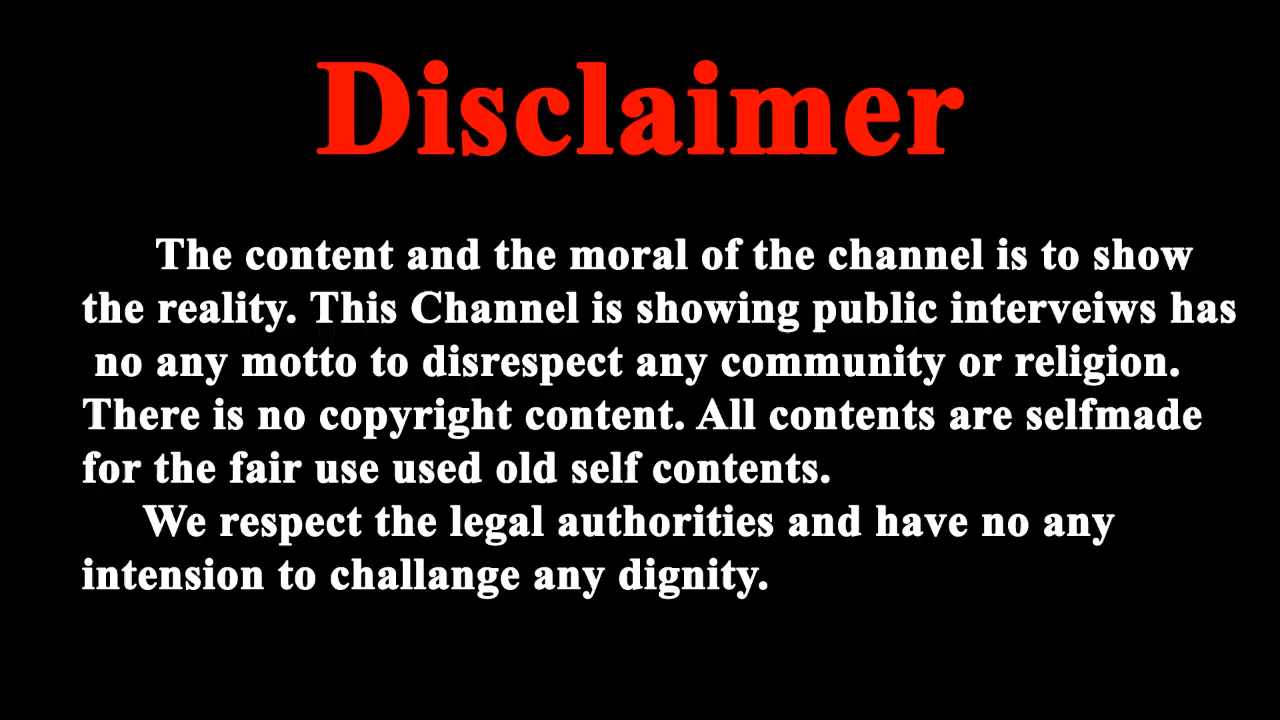 Disclaimer
The content and the moral of the channel is to show
the reality. This Channel is showing public interveiws has
no any motto to disrespect any community or religion.
There is no copyright content. All contents are selfmade
for the fair use used old self contents.
We respect the legal authorities and have no any
intension to challange any dignity.